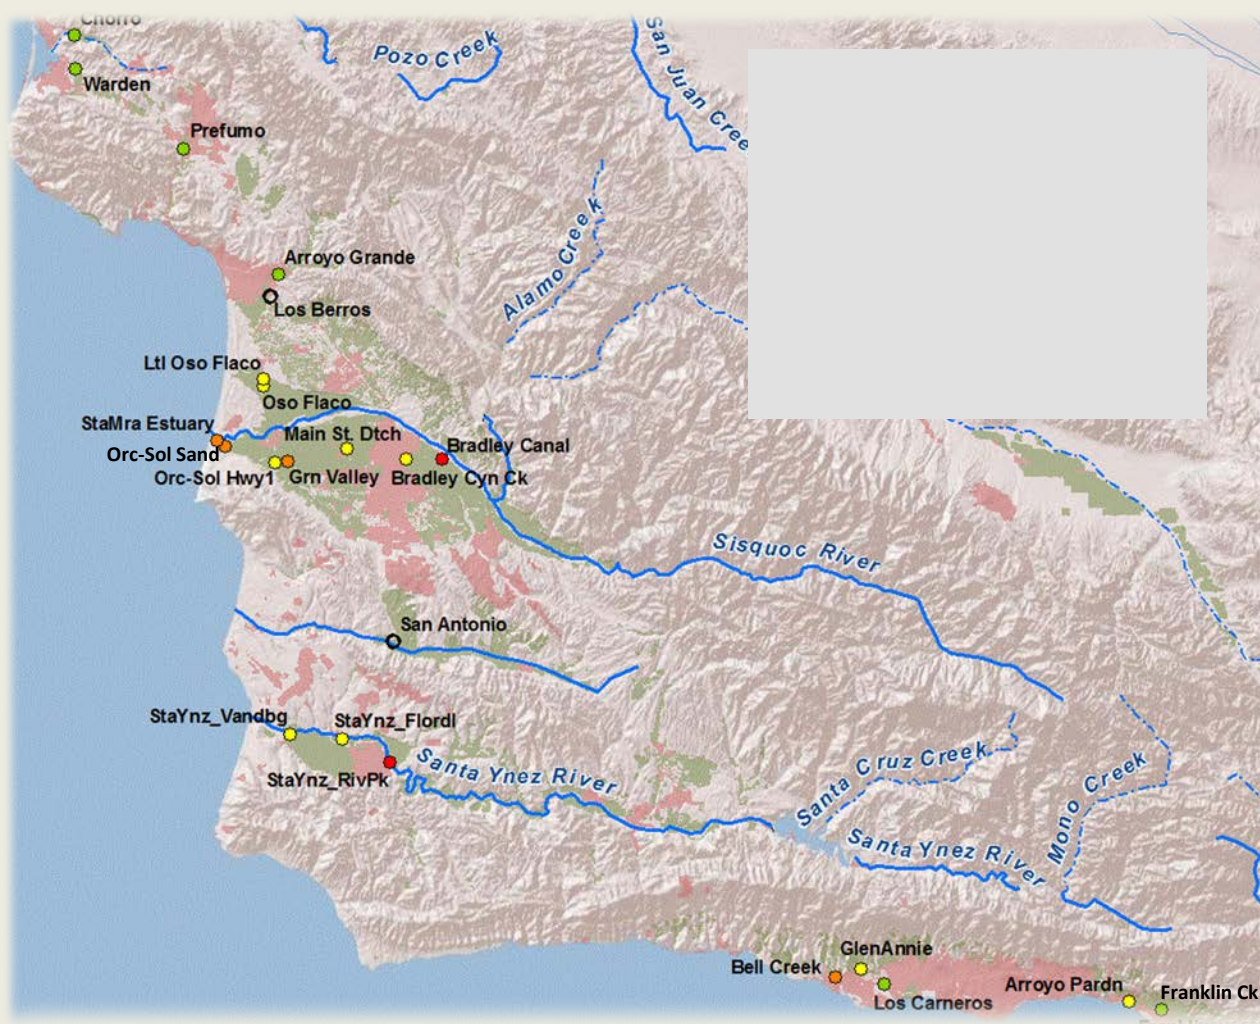 Chorro
Pozo Creek
San Juan Cree
Warden
Prefumo
Alamo Creek
Arroyo Grande
Los Berros
Ltl Oso Flaco
Oso Flaco
StaMra Estuary
Main St. Dtch
Bradley Canal
Orc-Sol Sand
Orc-Sol Hwy1
Grn Valley
Bradley Cyn Ck
Sisquoc River
San Antonio
StaYnz_Vandbg
StaYnz_Flordl
Santa Ynez River
StaYnz_RivPk
Santa Cruz Creek
Mono Creek
Santa Ynez River
GlenAnnie
Bell Creek
Los Carneros
Arroyo Pardn
Franklin Ck